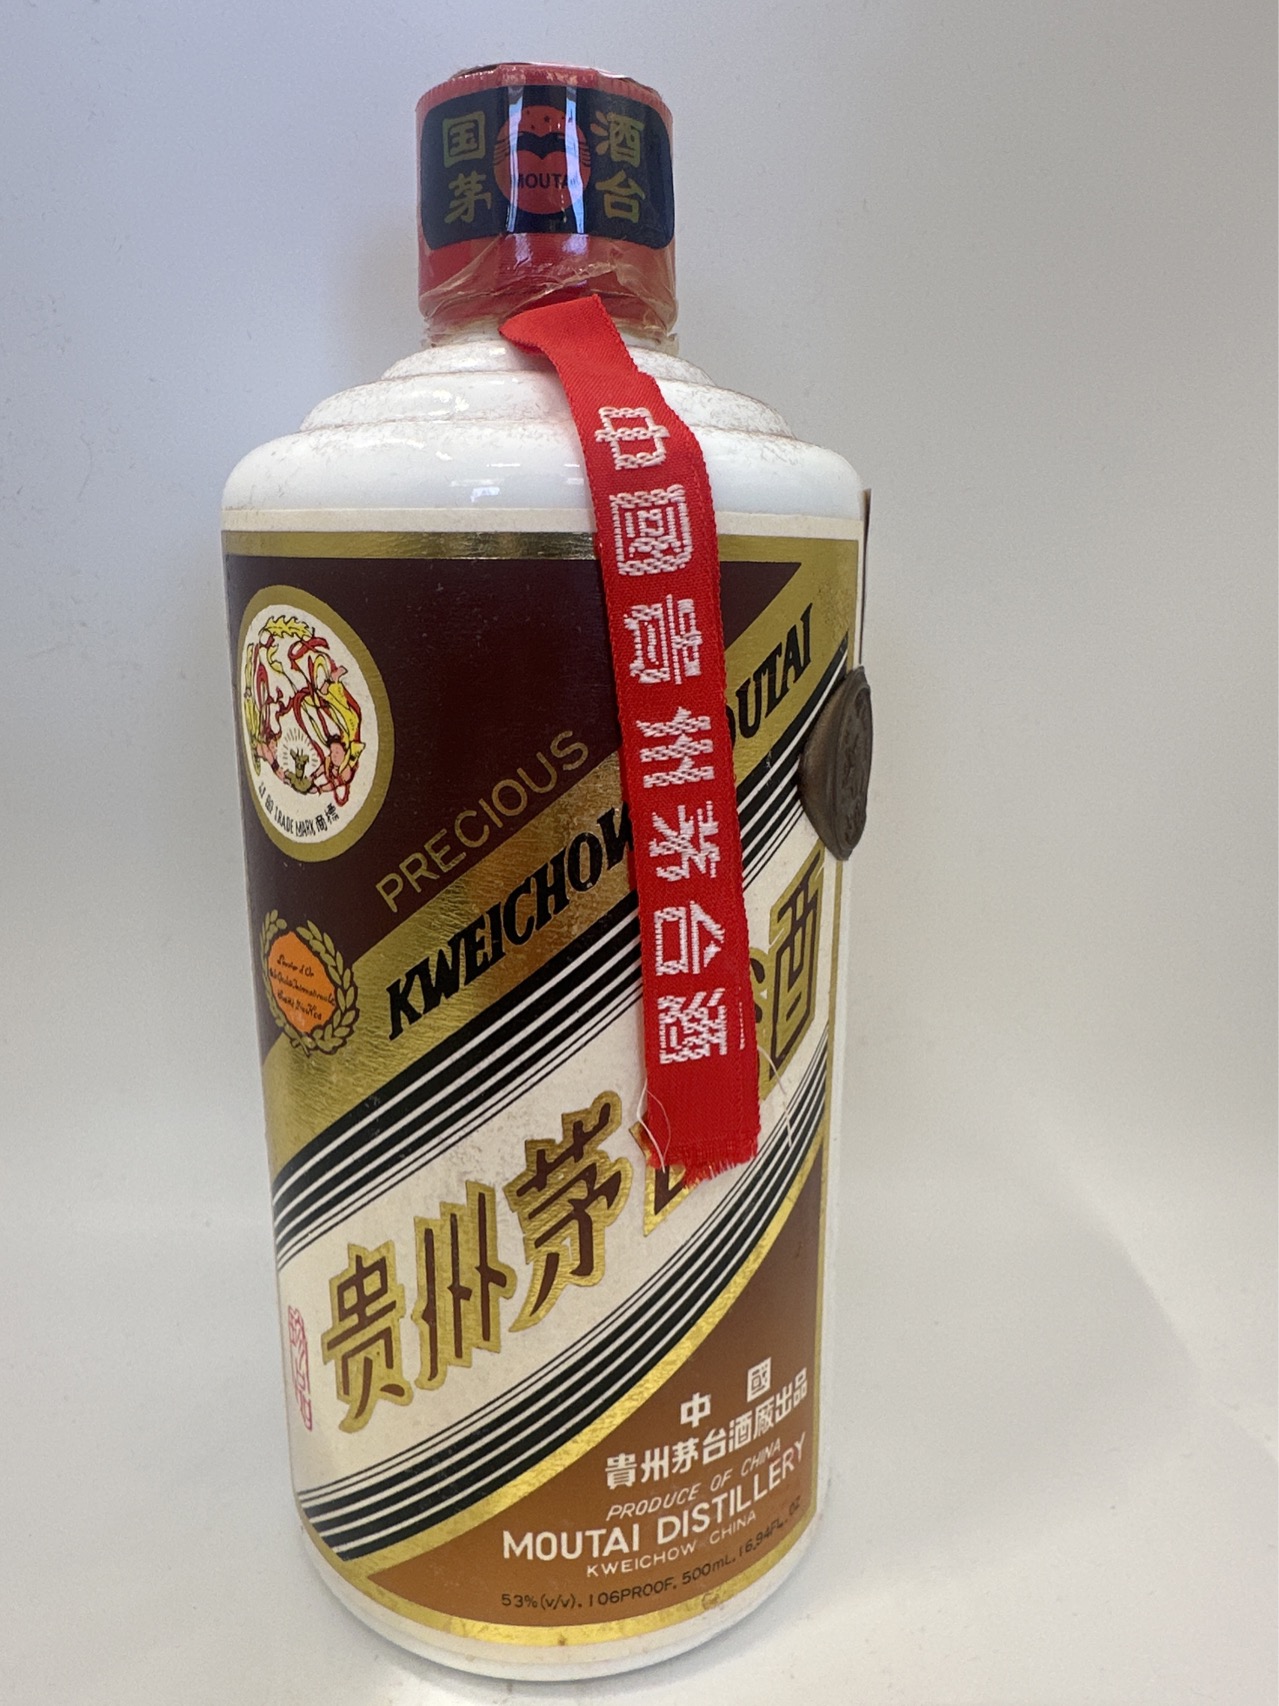 国 酒
茅 台
MOUTAI
中國貴州茅台酒
TRADE MARK 商標
PRECIOUS
KWEICHOW MOUTAI
贵州茅台酒
中國
貴州茅台酒廠出品
PRODUCE OF CHINA
MOUTAI DISTILLERY
KWEICHOW CHINA
53%(v/v). 106PROOF. 500mL. 16.94FL. OZ